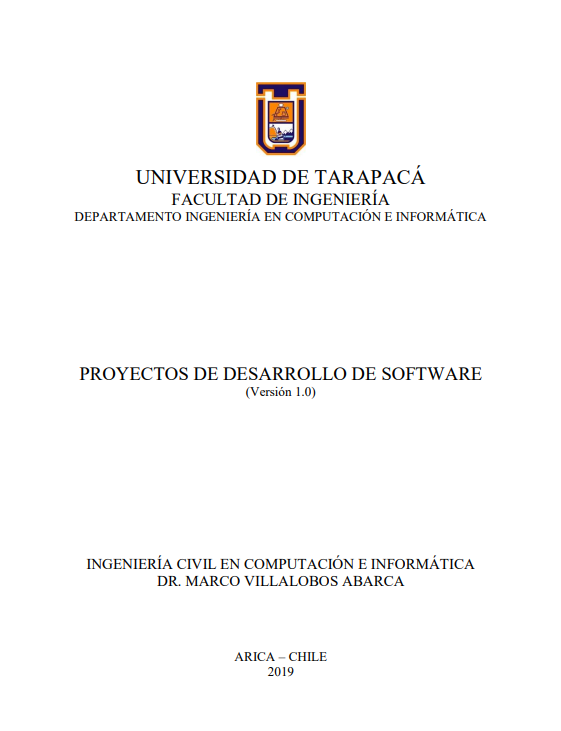 UNIVERSIDAD DE TARAPACÁ
FACULTAD DE INGENIERÍA
DEPARTAMENTO INGENIERÍA EN COMPUTACIÓN E INFORMÁTICA
PROYECTOS DE DESARROLLO DE SOFTWARE
(Versión 1.0)
INGENIERÍA CIVIL EN COMPUTACIÓN E INFORMÁTICA
DR. MARCO VILLALOBOS ABARCA
ARICA – CHILE
2019